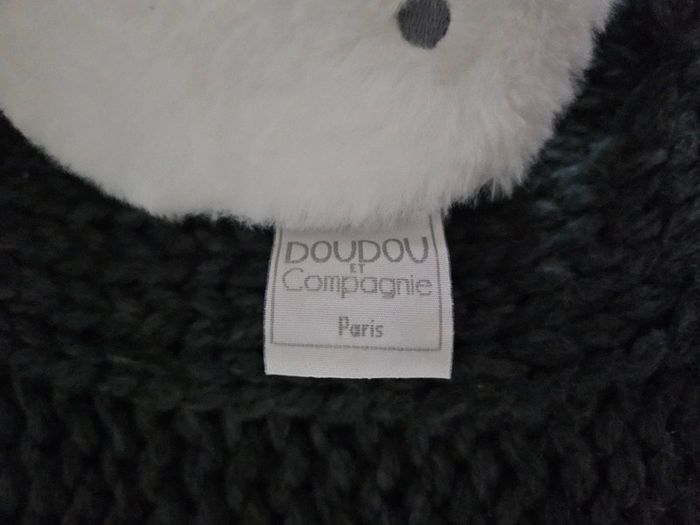 DOUDOU
ET
Compagnie
Paris